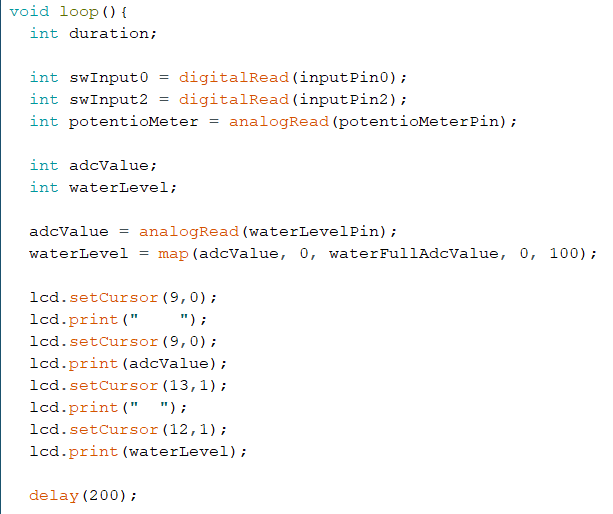 void loop(){
  int duration;

  int swInput0 = digitalRead(inputPin0);
  int swInput2 = digitalRead(inputPin2);
  int potentioMeter = analogRead(potentioMeterPin);

  int adcValue;
  int waterLevel;

  adcValue = analogRead(waterLevelPin);
  waterLevel = map(adcValue, 0, waterFullAdcValue, 0, 100);

  lcd.setCursor(9,0);
  lcd.print("    ");
  lcd.setCursor(9,0);
  lcd.print(adcValue);
  lcd.setCursor(13,1);
  lcd.print("  ");
  lcd.setCursor(12,1);
  lcd.print(waterLevel);

  delay(200);